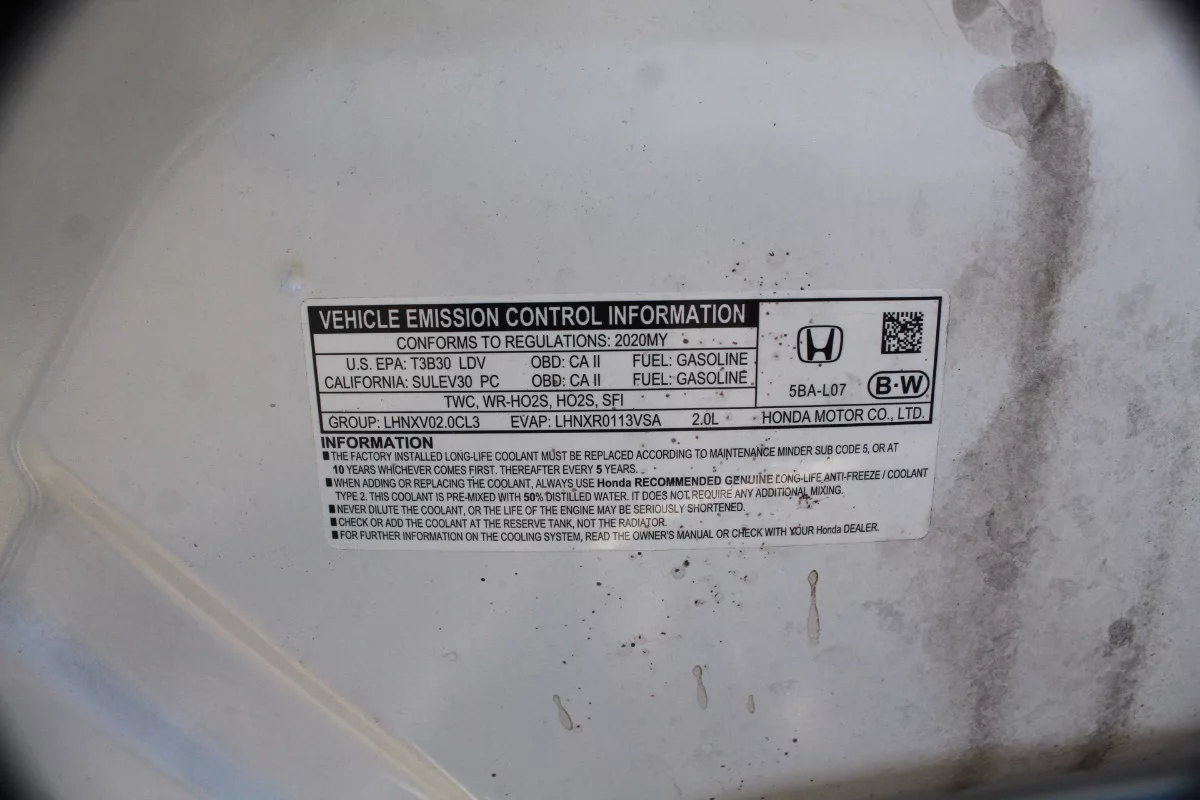 VEHICLE EMISSION CONTROL INFORMATION
CONFORMS TO REGULATIONS: 2020MY
U.S. EPA: T3B30 LDV OBD: CA II FUEL: GASOLINE
CALIFORNIA: SULEV30 PC OBD: CA II FUEL: GASOLINE
TWC, WR-HO2S, HO2S, SFI
5BA-L07
B·W
GROUP: LHNXV02.0CL3 EVAP: LHNXR0113VSA 2.0L HONDA MOTOR CO., LTD.
INFORMATION
■THE FACTORY INSTALLED LONG-LIFE COOLANT MUST BE REPLACED ACCORDING TO MAINTENANCE MINDER SUB CODE 5, OR AT
10 YEARS WHICHEVER COMES FIRST. THEREAFTER EVERY 5 YEARS.
■WHEN ADDING OR REPLACING THE COOLANT, ALWAYS USE Honda RECOMMENDED GENUINE LONG-LIFE ANTI-FREEZE / COOLANT
TYPE 2. THIS COOLANT IS PRE-MIXED WITH 50% DISTILLED WATER. IT DOES NOT REQUIRE ANY ADDITIONAL MIXING.
■NEVER DILUTE THE COOLANT, OR THE LIFE OF THE ENGINE MAY BE SERIOUSLY SHORTENED.
■CHECK OR ADD THE COOLANT AT THE RESERVE TANK, NOT THE RADIATOR.
■FOR FURTHER INFORMATION ON THE COOLING SYSTEM, READ THE OWNER'S MANUAL OR CHECK WITH YOUR Honda DEALER.